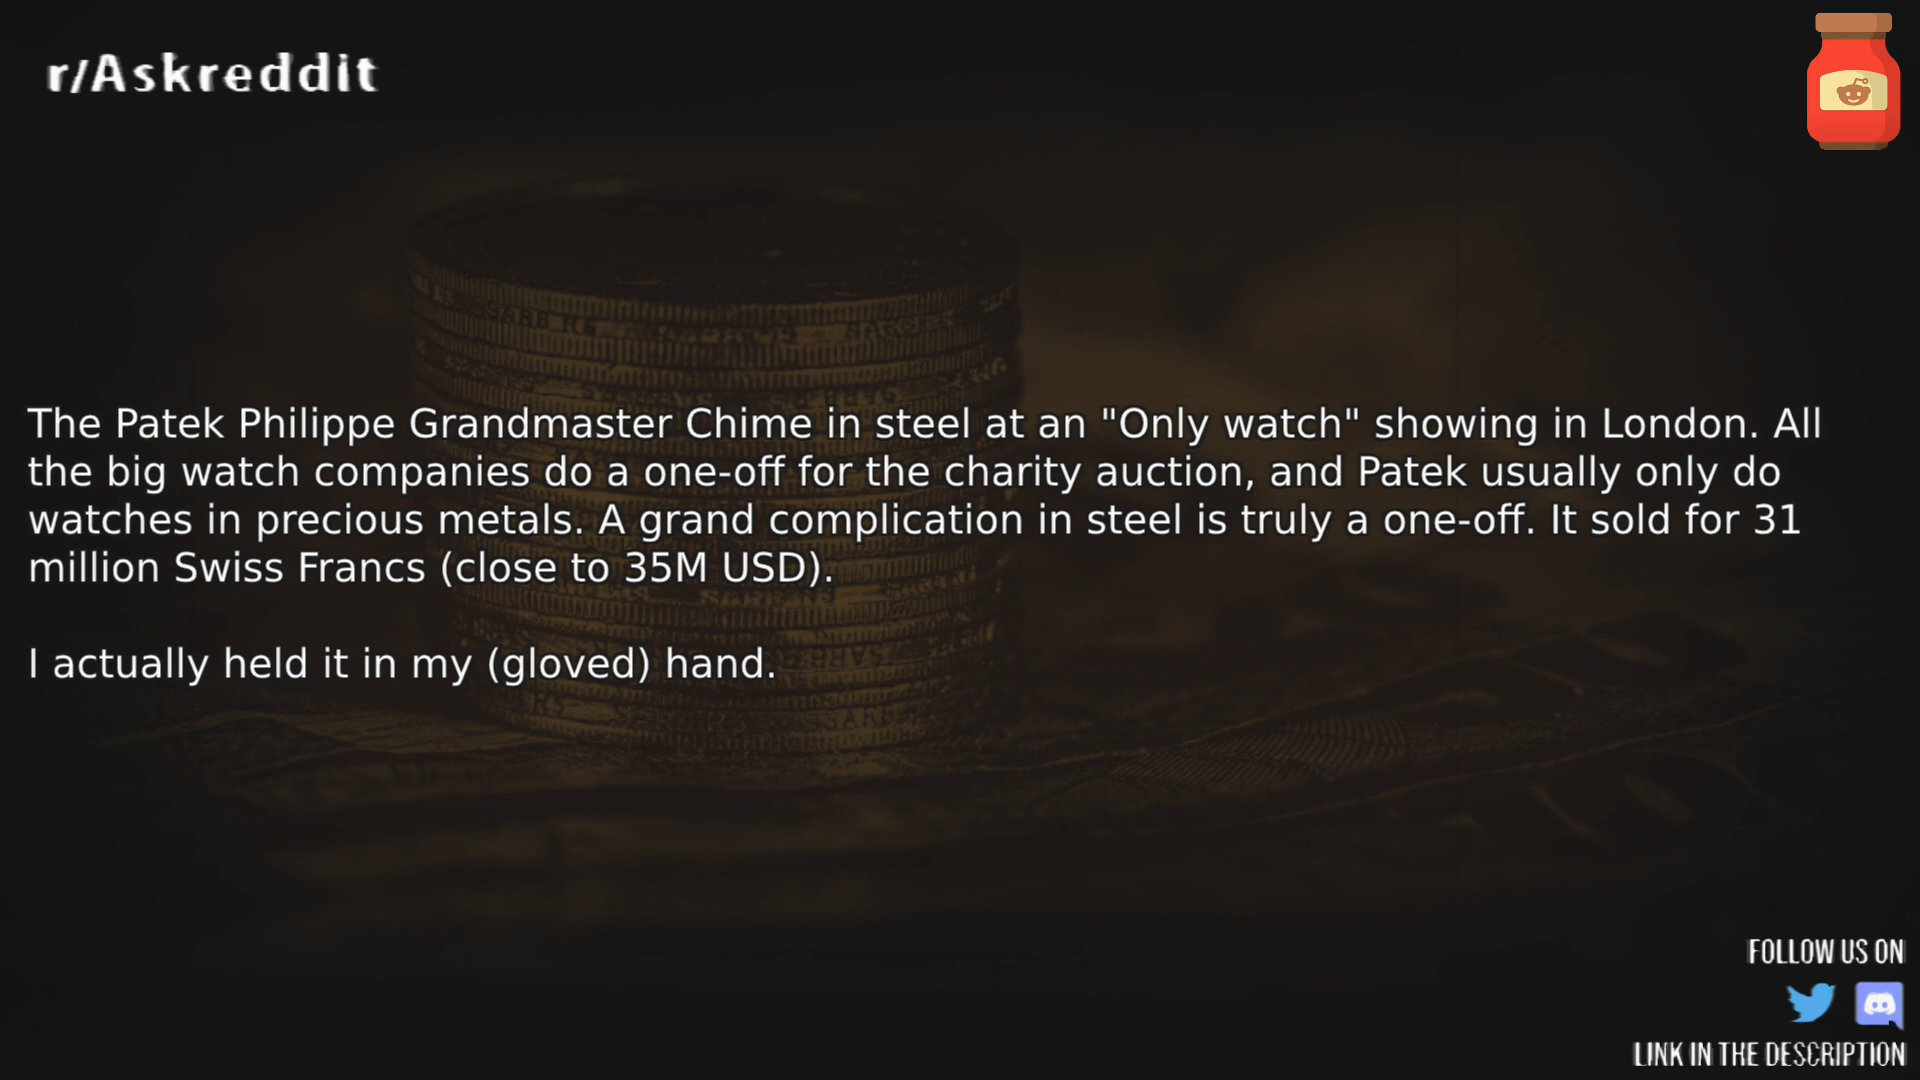 r/Askreddit
The Patek Philippe Grandmaster Chime in steel at an "Only watch" showing in London. All
the big watch companies do a one-off for the charity auction, and Patek usually only do
watches in precious metals. A grand complication in steel is truly a one-off. It sold for 31
million Swiss Francs (close to 35M USD).
I actually held it in my (gloved) hand.
FOLLOW US ON
LINK IN THE DESCRIPTION